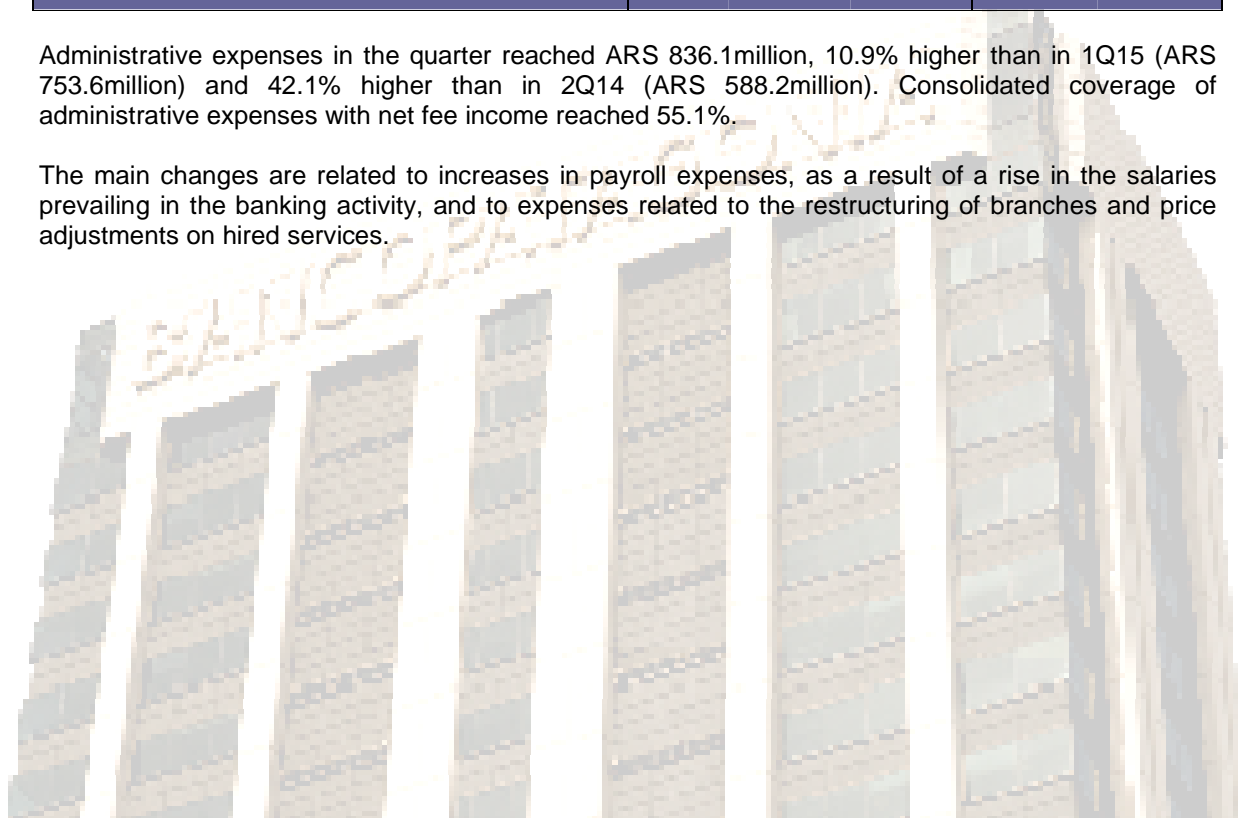 Administrative expenses in the quarter reached ARS 836.1million, 10.9% higher than in 1Q15 (ARS
753.6million) and 42.1% higher than in 2Q14 (ARS 588.2million). Consolidated coverage of
administrative expenses with net fee income reached 55.1%.
The main changes are related to increases in payroll expenses, as a result of a rise in the salaries
prevailing in the banking activity, and to expenses related to the restructuring of branches and price
adjustments on hired services.
BANCO PATAGONIA